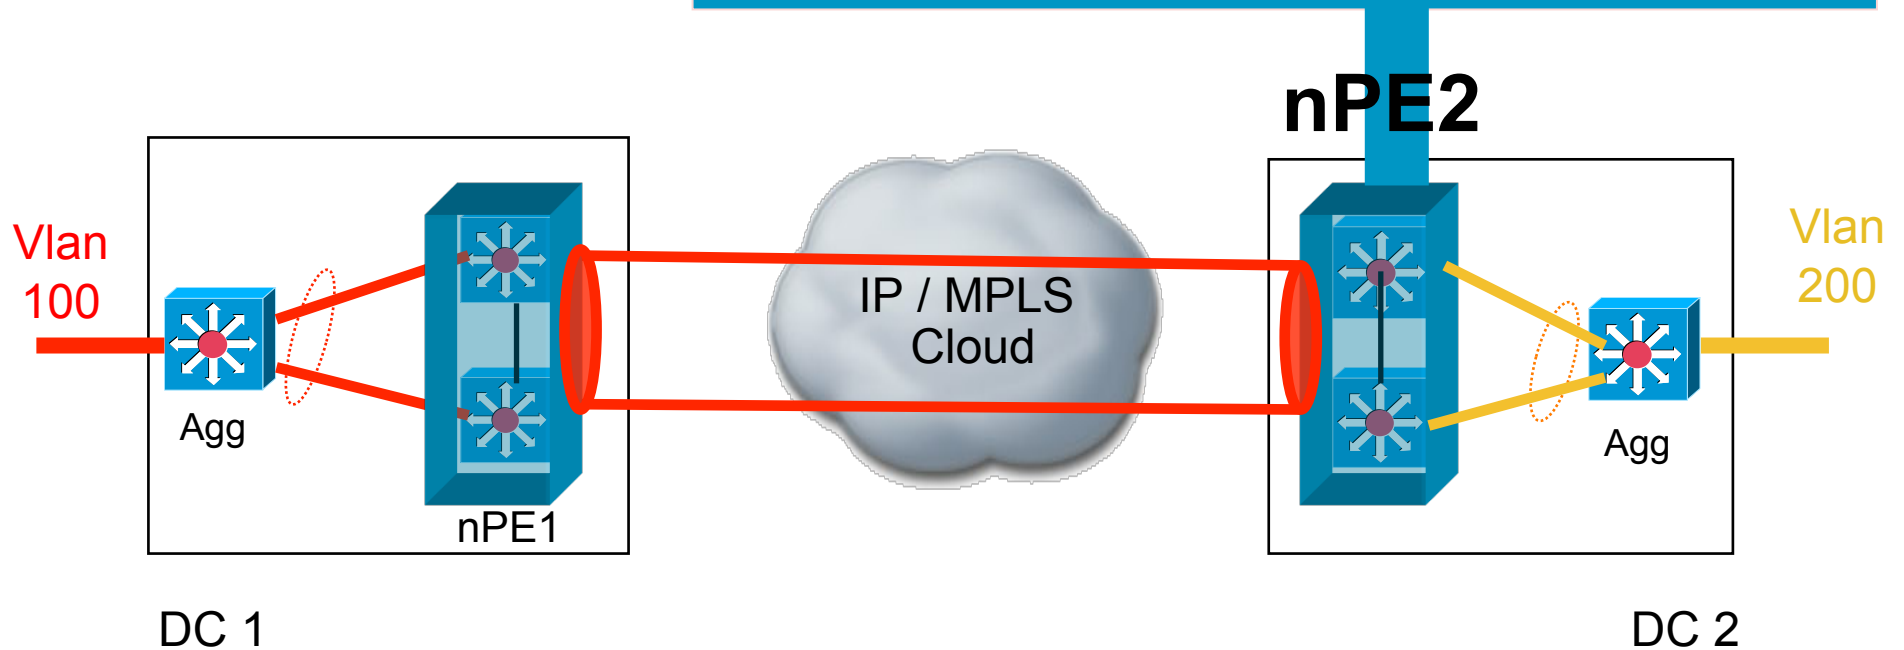 nPE2
Vlan
100
Vlan
200
IP / MPLS
Cloud
Agg
Agg
nPE1
DC 1
DC 2